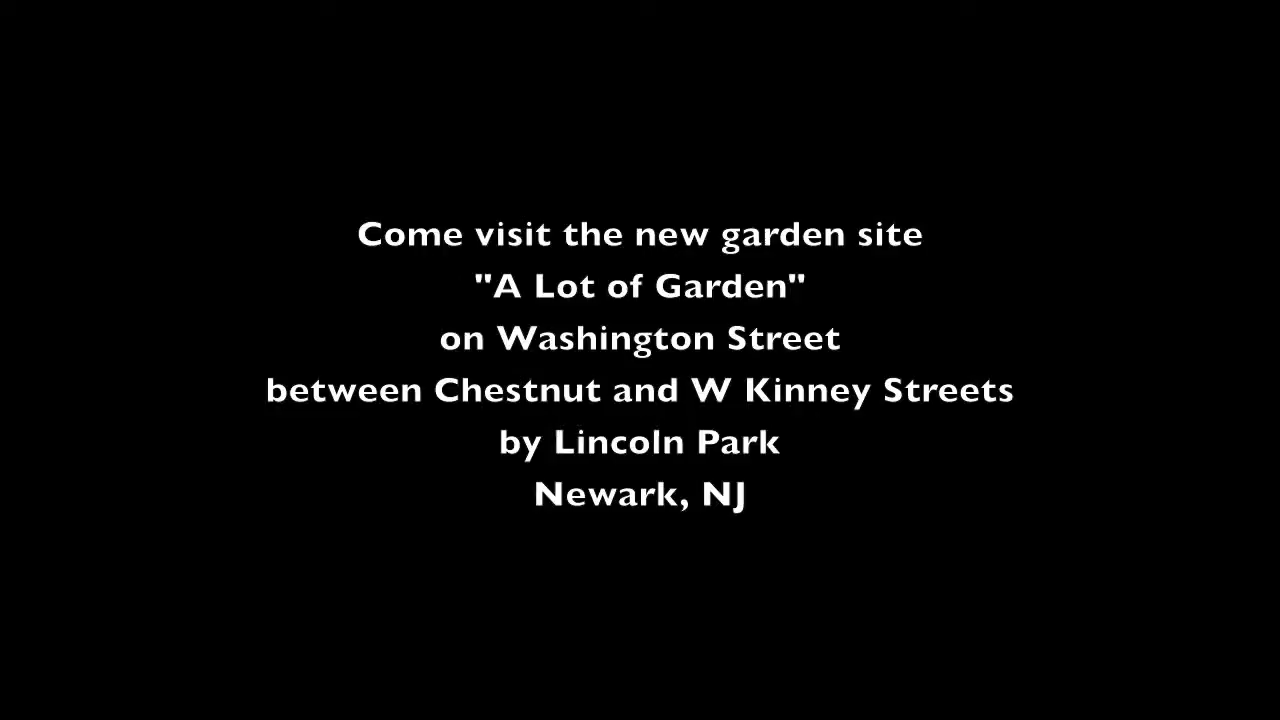 Come visit the new garden site
"A Lot of Garden"
on Washington Street
between Chestnut and W Kinney Streets
by Lincoln Park
Newark, NJ